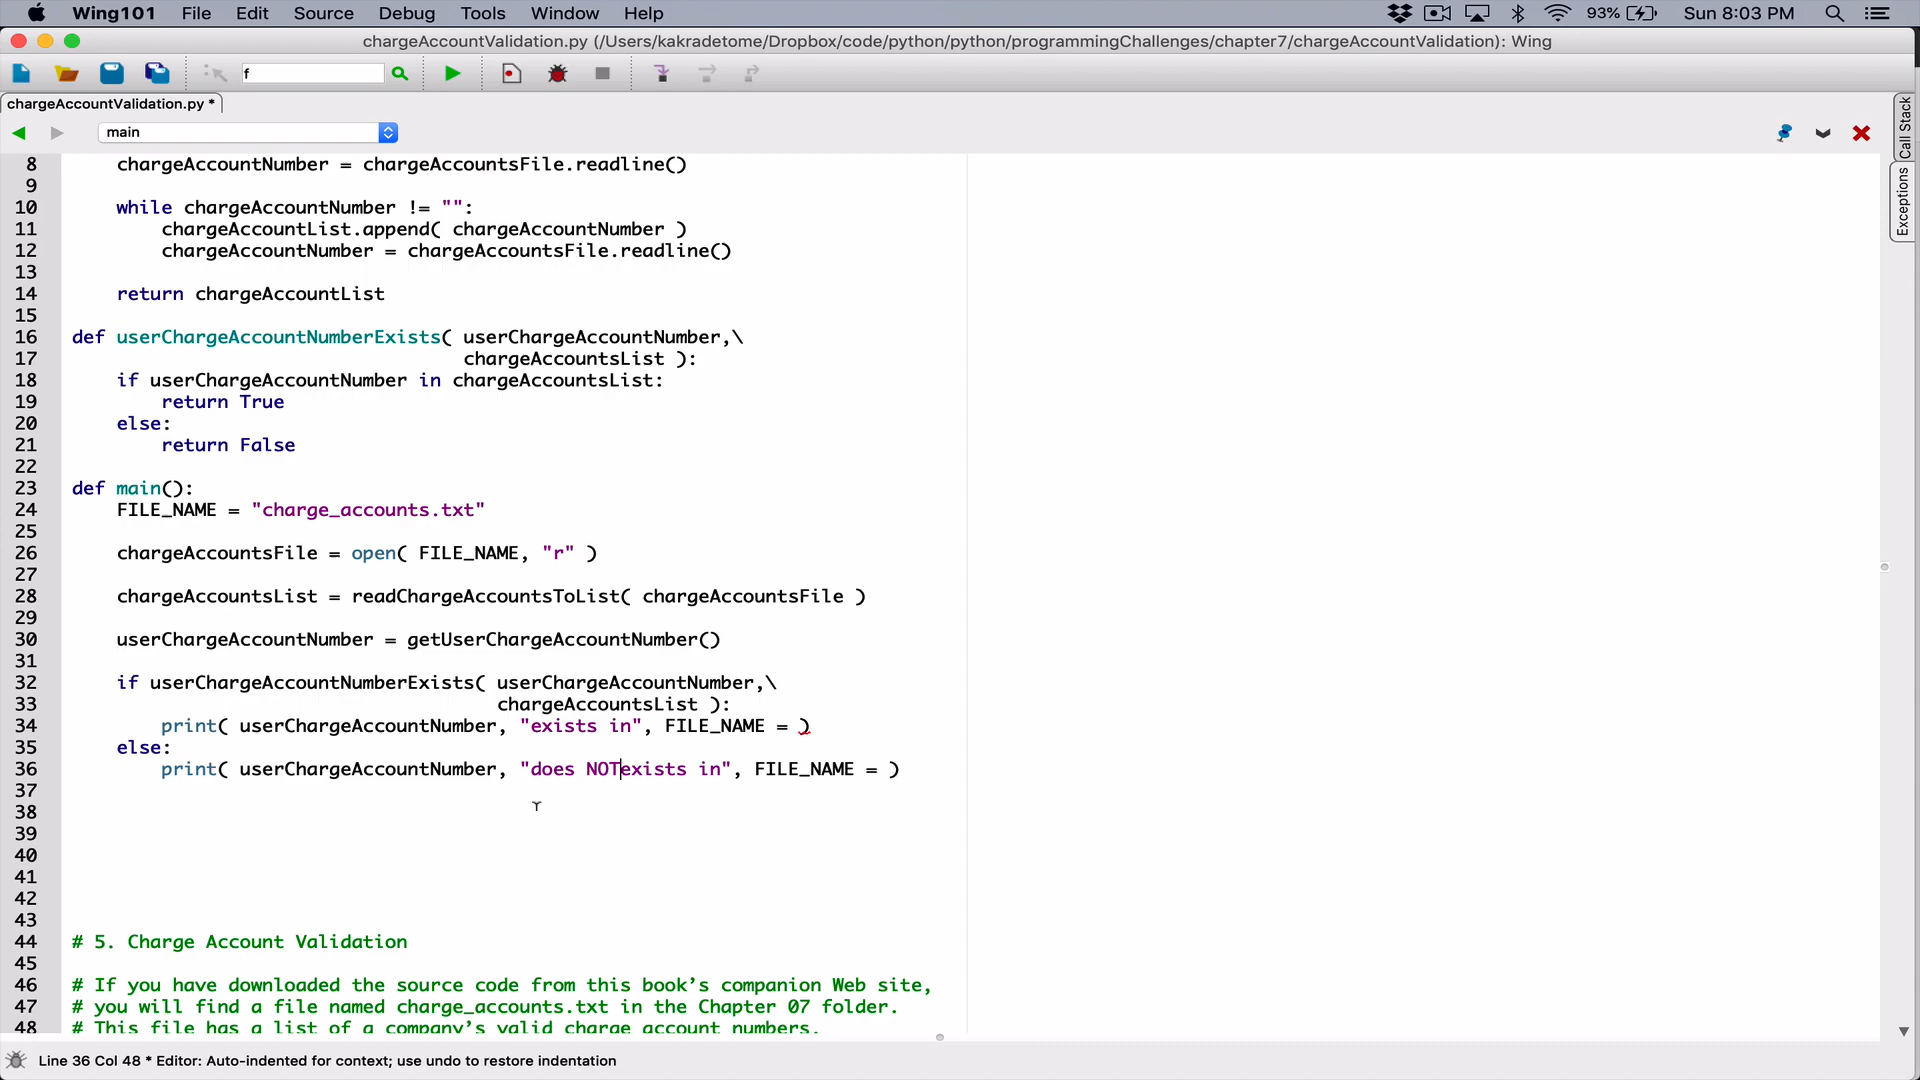 Wing101 File Edit Source Debug Tools Window Help 93% Sun 8:03 PM
chargeAccountValidation.py (/Users/kakradetome/Dropbox/code/python/python/programmingChallenges/chapter7/chargeAccountValidation): Wing
f
chargeAccountValidation.py *
main
Call Stack
Exceptions
8 chargeAccountNumber = chargeAccountsFile.readline()
9
10 while chargeAccountNumber != "":
11 chargeAccountList.append( chargeAccountNumber )
12 chargeAccountNumber = chargeAccountsFile.readline()
13
14 return chargeAccountList
15
16 def userChargeAccountNumberExists( userChargeAccountNumber,\
17 chargeAccountsList ):
18 if userChargeAccountNumber in chargeAccountsList:
19 return True
20 else:
21 return False
22
23 def main():
24 FILE_NAME = "charge_accounts.txt"
25
26 chargeAccountsFile = open( FILE_NAME, "r" )
27
28 chargeAccountsList = readChargeAccountsToList( chargeAccountsFile )
29
30 userChargeAccountNumber = getUserChargeAccountNumber()
31
32 if userChargeAccountNumberExists( userChargeAccountNumber,\
33 chargeAccountsList ):
34 print( userChargeAccountNumber, "exists in", FILE_NAME = )
35 else:
36 print( userChargeAccountNumber, "does NOTexists in", FILE_NAME = )
37
38
39
40
41
42
43
44 # 5. Charge Account Validation
45
46 # If you have downloaded the source code from this book’s companion Web site,
47 # you will find a file named charge_accounts.txt in the Chapter 07 folder.
48 # This file has a list of a company’s valid charge account numbers.
Line 36 Col 48 * Editor: Auto-indented for context; use undo to restore indentation